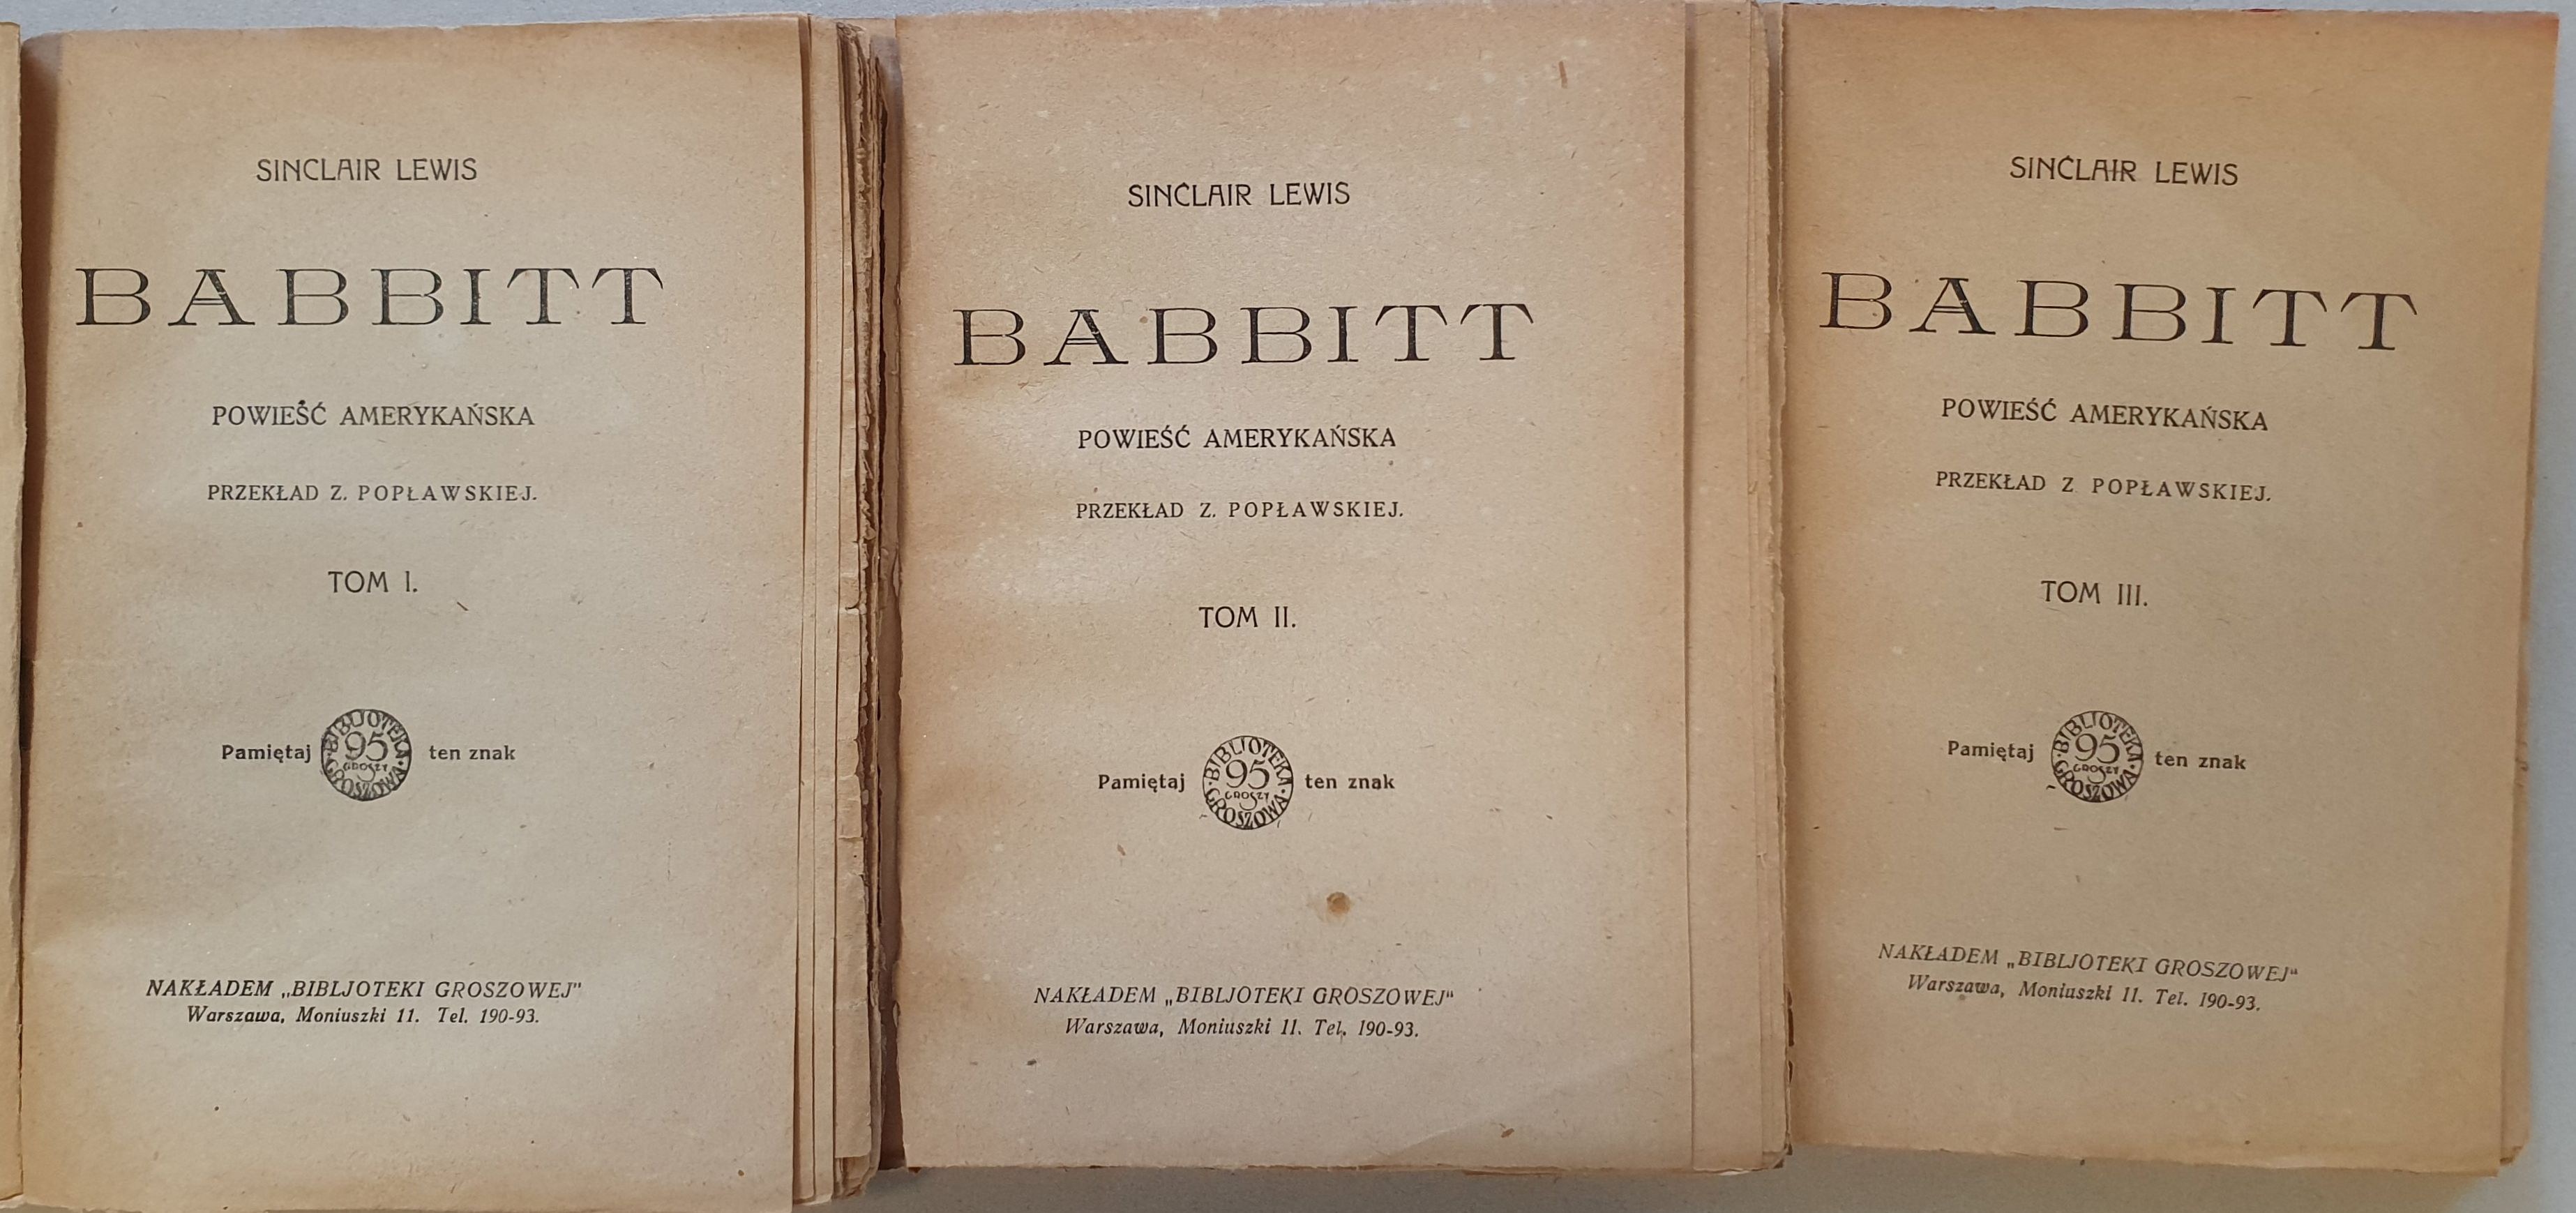 SINCLAIR LEWIS
BABBITT
POWIEŚĆ AMERYKAŃSKA
PRZEKŁAD Z. POPŁAWSKIEJ.
TOM I.
Pamiętaj BIBLJOTEKA GROSZOWA 95 GROSZY ten znak
NAKŁADEM „BIBLJOTEKI GROSZOWEJ"
Warszawa, Moniuszki 11. Tel. 190-93.
SINCLAIR LEWIS
BABBITT
POWIEŚĆ AMERYKAŃSKA
PRZEKŁAD Z. POPŁAWSKIEJ.
TOM II.
Pamiętaj BIBLJOTEKA GROSZOWA 95 GROSZY ten znak
NAKŁADEM „BIBLJOTEKI GROSZOWEJ“
Warszawa, Moniuszki 11. Tel. 190-93.
SINCLAIR LEWIS
BABBITT
POWIEŚĆ AMERYKAŃSKA
PRZEKŁAD Z POPŁAWSKIEJ.
TOM III.
Pamiętaj BIBLJOTEKA GROSZOWA 95 GROSZY ten znak
NAKŁADEM „BIBLJOTEKI GROSZOWEJ“
Warszawa, Moniuszki 11. Tel. 190-93.